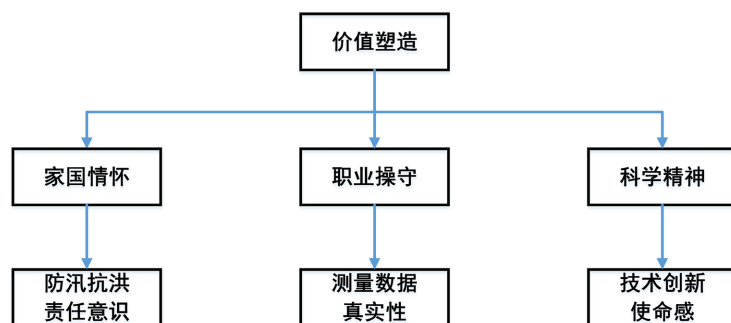 价值塑造
家国情怀
职业操守
科学精神
防汛抗洪
责任意识
测量数据
真实性
技术创新
使命感